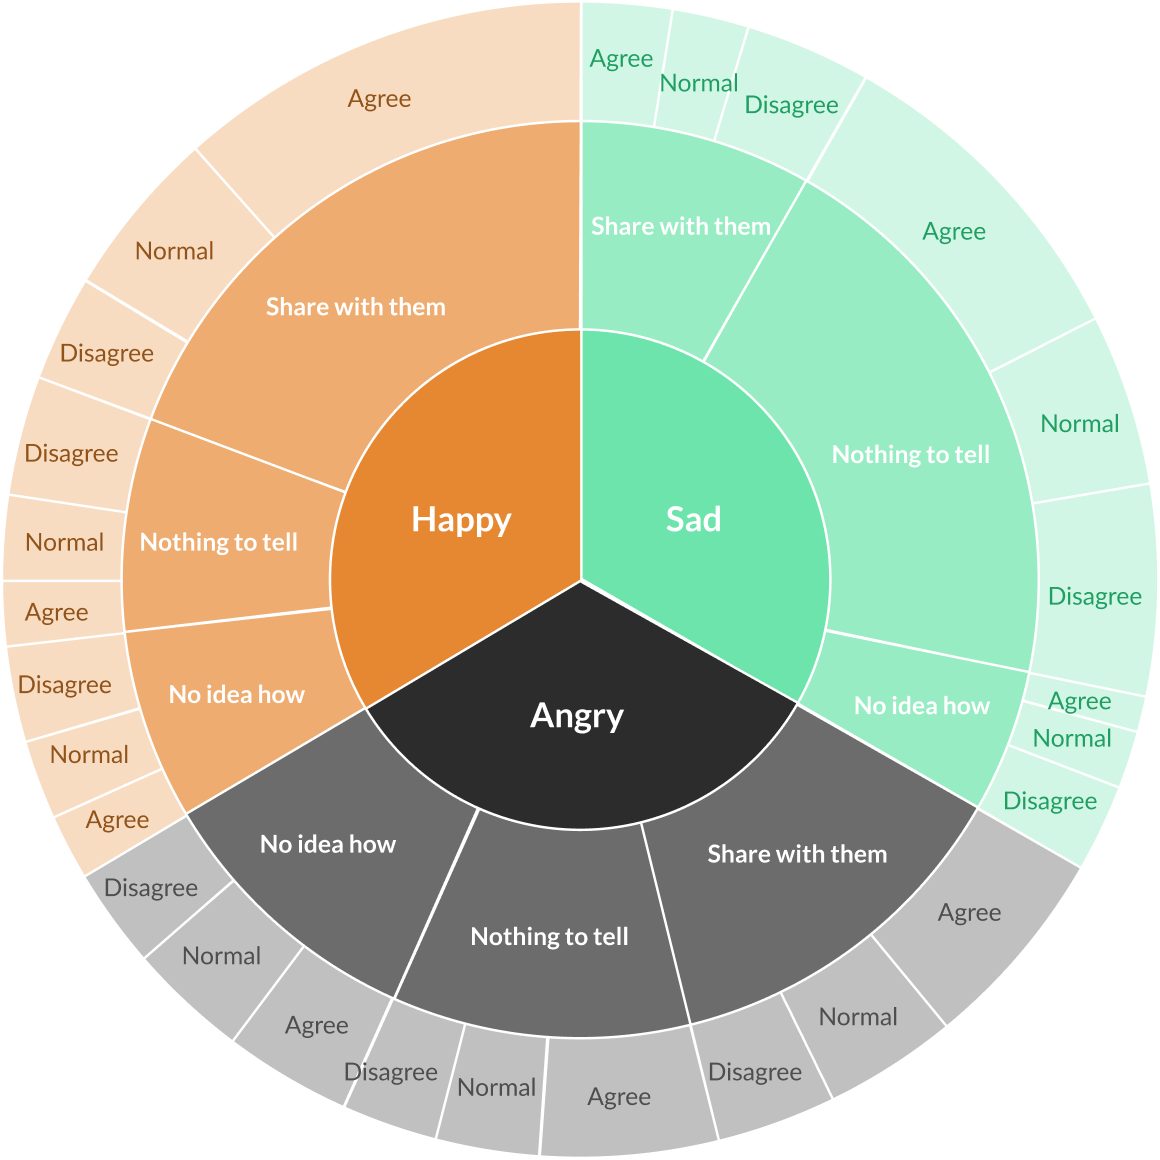 Agree
Agree
Normal
Disagree
Normal
Agree
Share with them
Share with them
Disagree
Disagree
Normal
Nothing to tell
Happy
Sad
Normal
Nothing to tell
Agree
Disagree
Disagree
No idea how
No idea how
Agree
Angry
Normal
Normal
Agree
Disagree
No idea how
Share with them
Disagree
Agree
Nothing to tell
Normal
Agree
Normal
Disagree
Disagree
Normal
Agree